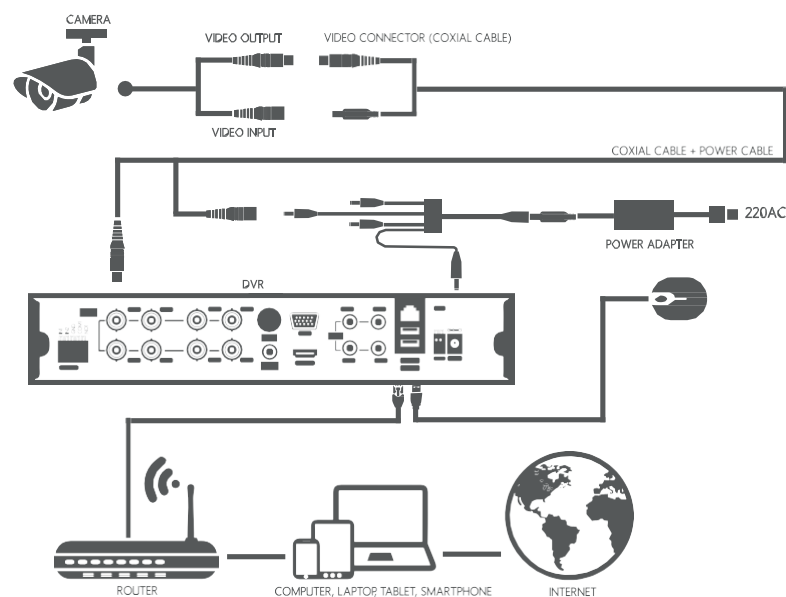 CAMERA
VIDEO OUTPUT
VIDEO CONNECTOR (COXIAL CABLE)
VIDEO INPUT
COXIAL CABLE + POWER CABLE
220AC
POWER ADAPTER
DVR
ROUTER
COMPUTER, LAPTOP, TABLET, SMARTPHONE
INTERNET